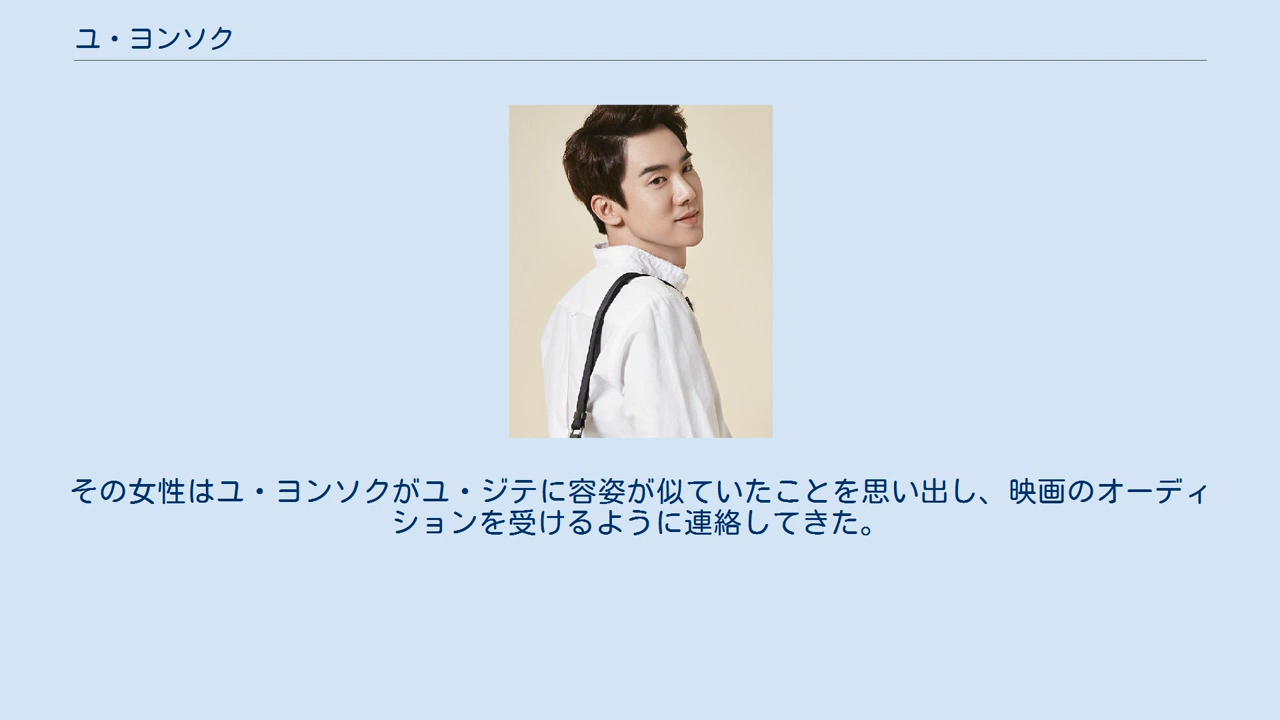 ユ・ヨンソク
その女性はユ・ヨンソクがユ・ジテに容姿が似ていたことを思い出し、映画のオーディ
ションを受けるように連絡してきた。